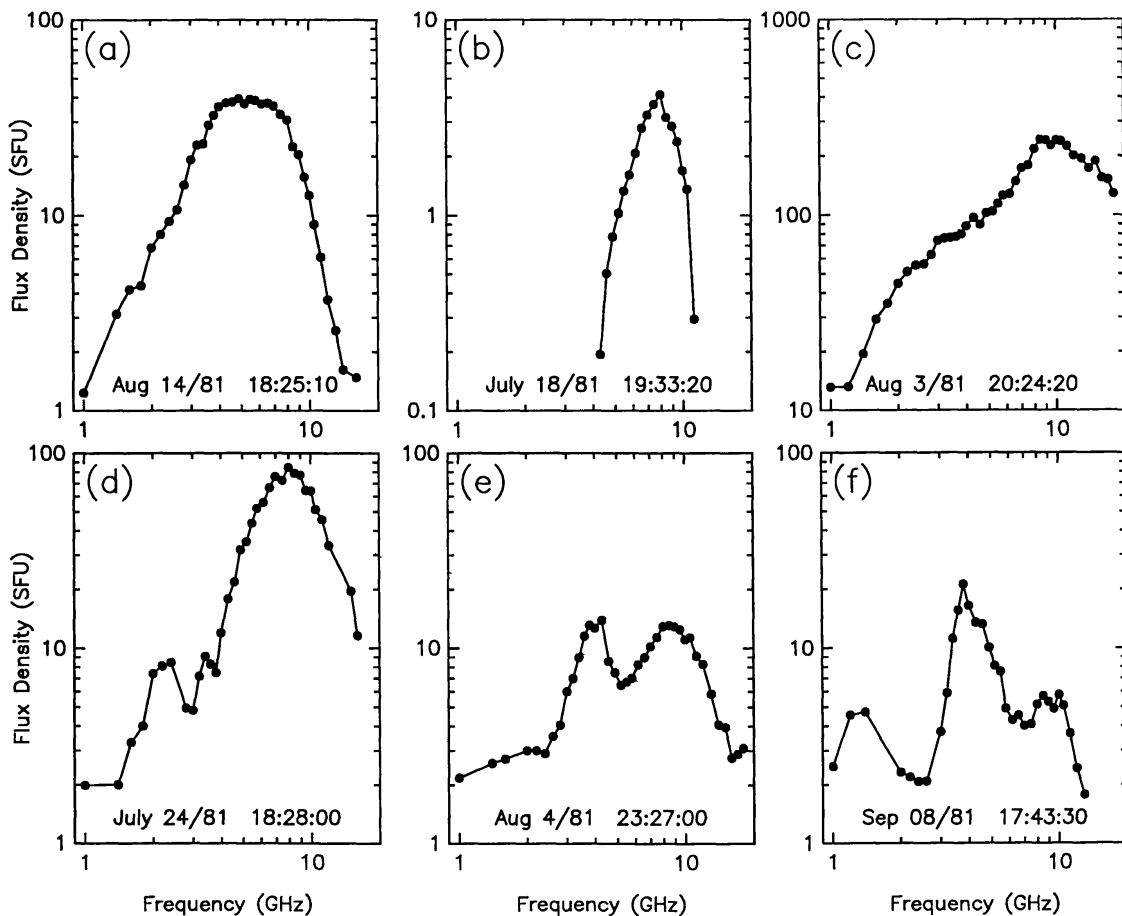 (a)
(b)
(c)
100
10
1
10
1
0.1
1000
100
10
Flux Density (SFU)
Aug 14/81 18:25:10
July 18/81 19:33:20
Aug 3/81 20:24:20
1 10
1 10
1 10
(d)
(e)
(f)
100
10
1
100
10
1
100
10
1
Flux Density (SFU)
July 24/81 18:28:00
Aug 4/81 23:27:00
Sep 08/81 17:43:30
1 10
1 10
1 10
Frequency (GHz)
Frequency (GHz)
Frequency (GHz)